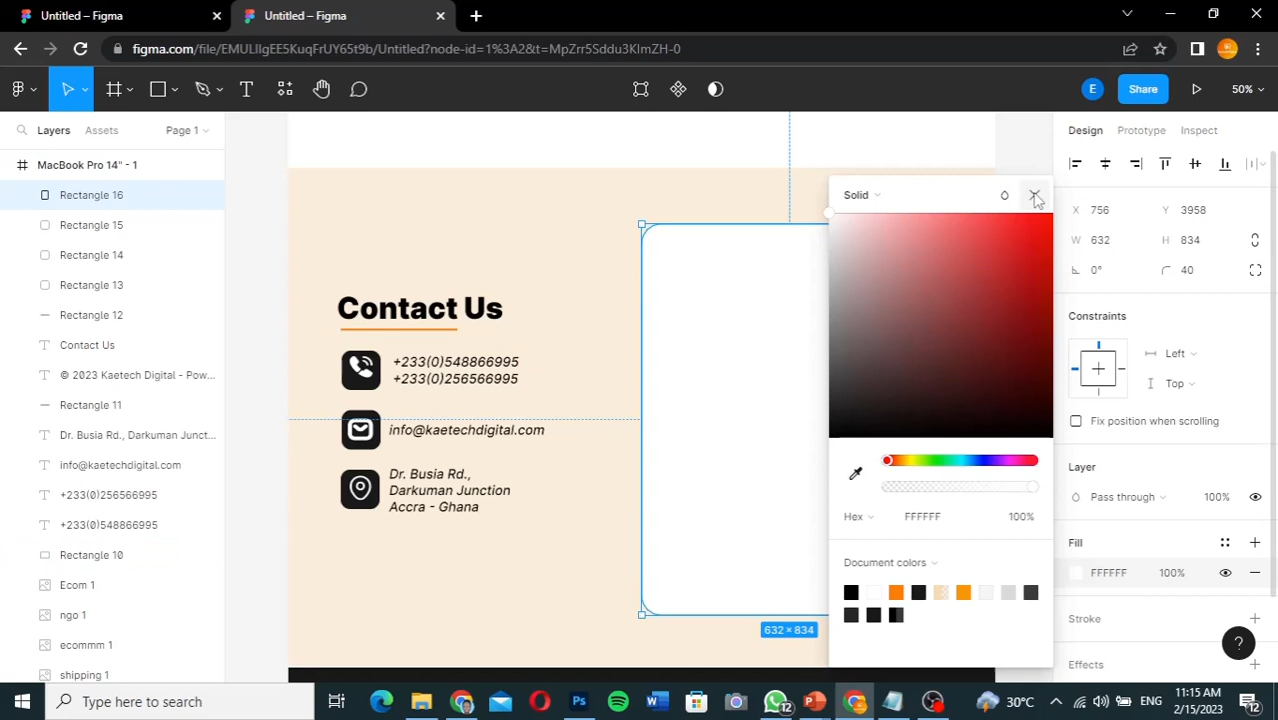 Untitled – Figma
Untitled – Figma
figma.com/file/EMULlIgEE5KuqFrUY65t9b/Untitled?node-id=1%3A2&t=MpZrr5Sddu3KlmZH-0
E
Share
50%
Layers
Assets
Page 1
Design
Prototype
Inspect
MacBook Pro 14" - 1
Rectangle 16
Rectangle 15
Rectangle 14
Rectangle 13
Rectangle 12
Contact Us
© 2023 Kaetech Digital - Pow...
Rectangle 11
Dr. Busia Rd., Darkuman Junct...
info@kaetechdigital.com
+233(0)256566995
+233(0)548866995
Rectangle 10
Ecom 1
ngo 1
ecommm 1
shipping 1
Contact Us
+233(0)548866995
+233(0)256566995
info@kaetechdigital.com
Dr. Busia Rd.,
Darkuman Junction
Accra - Ghana
632 × 834
Solid
Hex
FFFFFF
100%
Document colors
X 756
Y 3958
W 632
H 834
0°
40
Constraints
Left
Top
Fix position when scrolling
Layer
Pass through
100%
Fill
FFFFFF
100%
Stroke
Effects
?
Type here to search
Ps
12
30°C
ENG
11:15 AM
2/15/2023
12